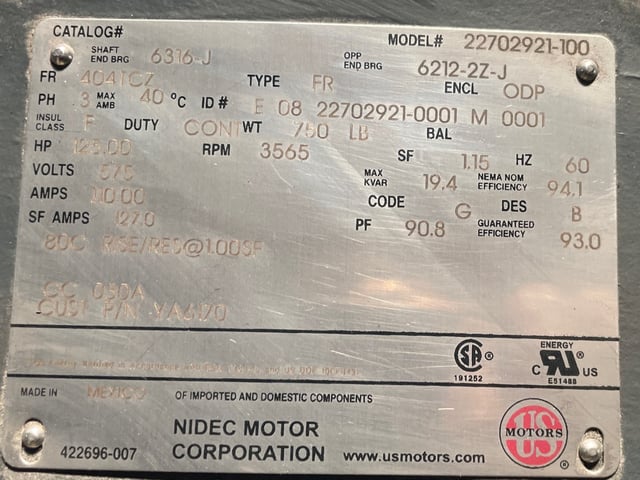 CATALOG# MODEL# 22702921-100
SHAFT END BRG 6316-J OPP END BRG 6212-2Z-J
FR 404TCZ TYPE FR ENCL ODP
PH 3 MAX AMB 40 °C ID# E 08 22702921-0001 M 0001
INSUL CLASS F DUTY CONT WT 750 LB BAL
HP 125.00 RPM 3565 SF 1.15 HZ 60
VOLTS 575 MAX KVAR 19.4 NEMA NOM EFFICIENCY 94.1
AMPS 110.00 CODE G DES B
SF AMPS 127.0 PF 90.8 GUARANTEED EFFICIENCY 93.0
80C RISE/RES@1.00SF
CC 030A
CUST P/N YA6170
SA® 191252 ENERGY C US E51488
MADE IN MEXICO OF IMPORTED AND DOMESTIC COMPONENTS
422696-007 NIDEC MOTOR CORPORATION www.usmotors.com US MOTORS